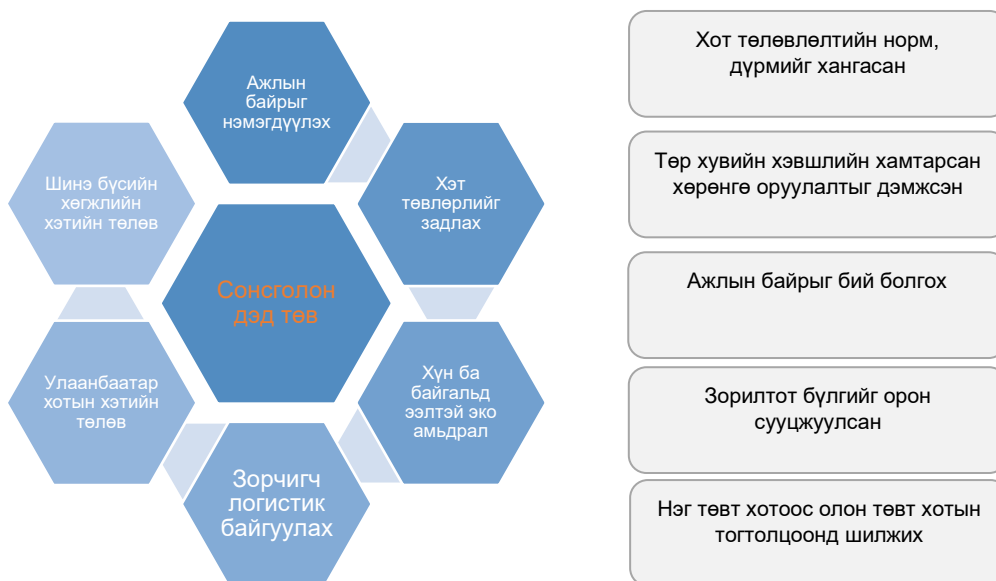 Ажлын
байрыг
нэмэгдүүлэх
Хэт
төвлөрлийг
задлах
Хүн ба
байгальд
ээлтэй эко
амьдрал
Зорчигч
логистик
байгуулах
Улаанбаатар
хотын хэтийн
төлөв
Шинэ бүсийн
хөгжлийн
хэтийн төлөв
Сонсголон
дэд төв
Хот төлөвлөлтийн норм,
дүрмийг хангасан
Төр хувийн хэвшлийн хамтарсан
хөрөнгө оруулалтыг дэмжсэн
Ажлын байрыг бий болгох
Зорилтот бүлгийг орон
сууцжуулсан
Нэг төвт хотоос олон төвт хотын
тогтолцоонд шилжих